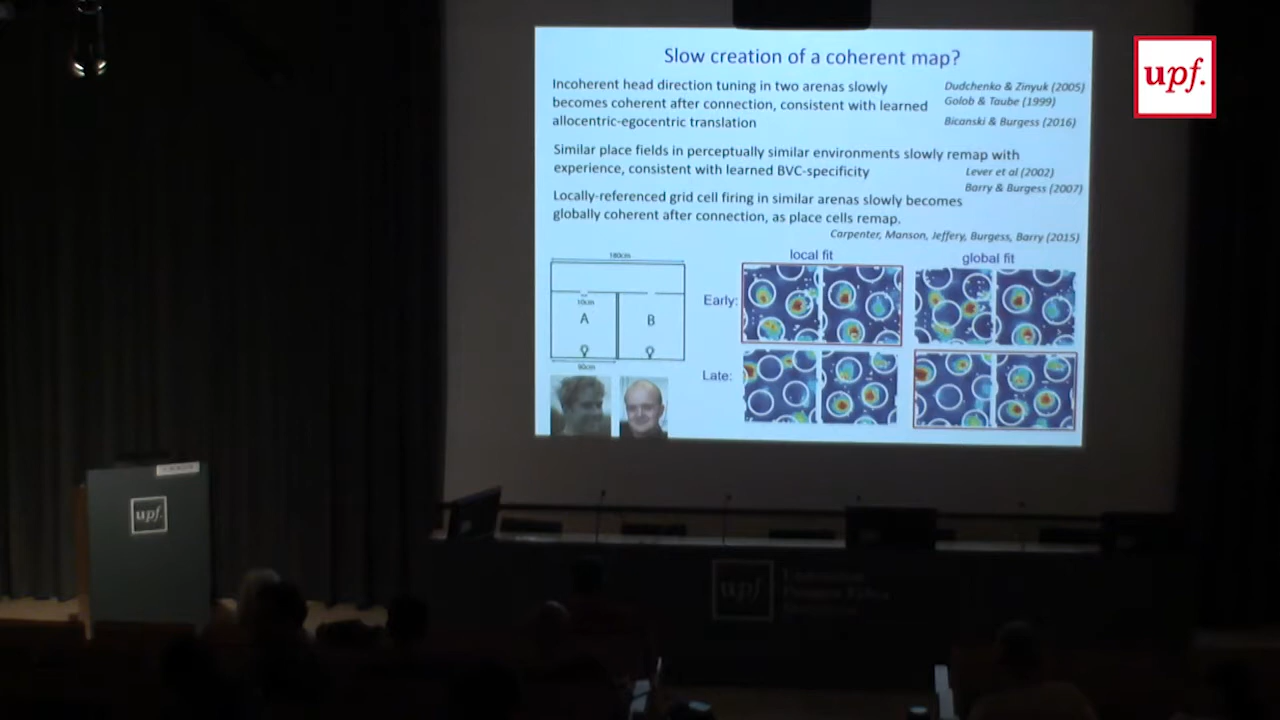 Slow creation of a coherent map?
upf.
Incoherent head direction tuning in two arenas slowly
becomes coherent after connection, consistent with learned
allocentric-egocentric translation
Dudchenko & Zinyuk (2005)
Golob & Taube (1999)
Bicanski & Burgess (2016)
Similar place fields in perceptually similar environments slowly remap with
experience, consistent with learned BVC-specificity
Lever et al (2002)
Barry & Burgess (2007)
Locally-referenced grid cell firing in similar arenas slowly becomes
globally coherent after connection, as place cells remap.
Carpenter, Manson, Jeffery, Burgess, Barry (2015)
180cm
local fit
global fit
Early:
10cm
A
B
90cm
Late:
upf.
upf.